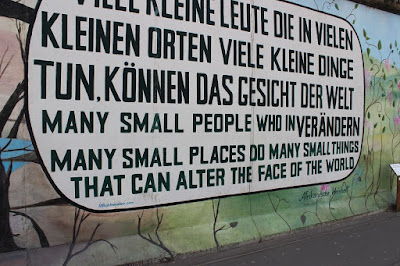 VIELE KLEINE LEUTE DIE IN VIELEN
KLEINEN ORTEN VIELE KLEINE DINGE
TUN, KÖNNEN DAS GESICHT DER WELT
MANY SMALL PEOPLE WHO IN VERÄNDERN
MANY SMALL PLACES DO MANY SMALL THINGS
THAT CAN ALTER THE FACE OF THE WORLD